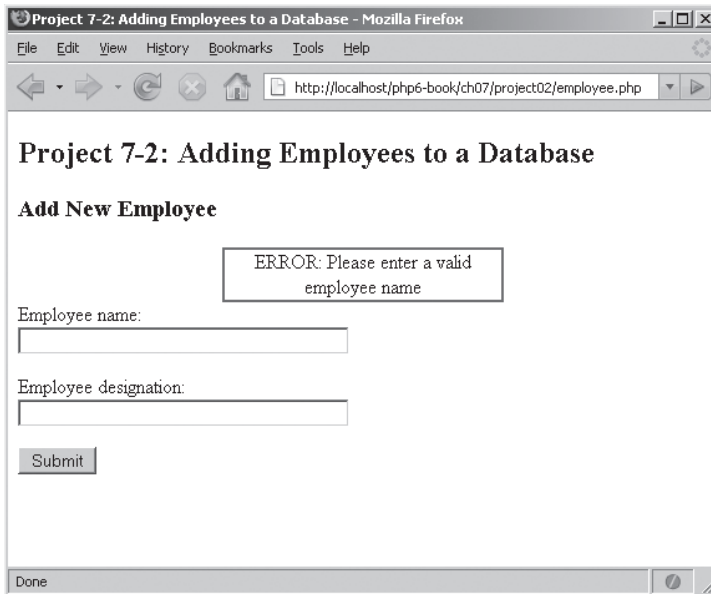 Project 7-2: Adding Employees to a Database - Mozilla Firefox
File Edit View History Bookmarks Tools Help
http://localhost/php6-book/ch07/project02/employee.php
Project 7-2: Adding Employees to a Database
Add New Employee
ERROR: Please enter a valid
employee name
Employee name:
Employee designation:
Submit
Done